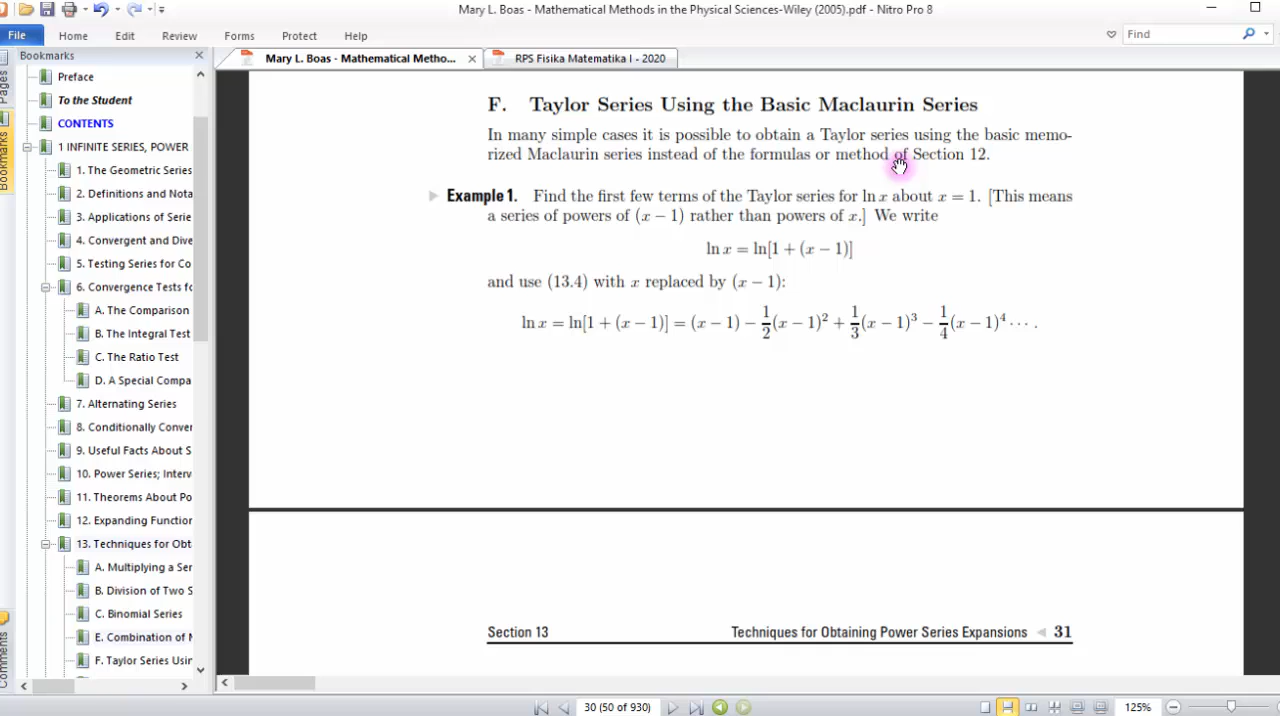 Mary L. Boas - Mathematical Methods in the Physical Sciences-Wiley (2005).pdf - Nitro Pro 8
File Home Edit Review Forms Protect Help Find
Bookmarks
Mary L. Boas - Mathematical Metho... RPS Fisika Matematika I - 2020
Pages
Bookmarks
Comments
Preface
To the Student
CONTENTS
1 INFINITE SERIES, POWER
1. The Geometric Series
2. Definitions and Nota
3. Applications of Serie
4. Convergent and Dive
5. Testing Series for Co
6. Convergence Tests fo
A. The Comparison
B. The Integral Test
C. The Ratio Test
D. A Special Compa
7. Alternating Series
8. Conditionally Conver
9. Useful Facts About S
10. Power Series; Interv
11. Theorems About Po
12. Expanding Function
13. Techniques for Obt
A. Multiplying a Ser
B. Division of Two S
C. Binomial Series
E. Combination of M
F. Taylor Series Usin
F. Taylor Series Using the Basic Maclaurin Series
In many simple cases it is possible to obtain a Taylor series using the basic memo-
rized Maclaurin series instead of the formulas or method of Section 12.
Example 1. Find the first few terms of the Taylor series for ln x about x = 1. [This means
a series of powers of (x − 1) rather than powers of x.] We write
ln x = ln[1 + (x − 1)]
and use (13.4) with x replaced by (x − 1):
ln x = ln[1 + (x − 1)] = (x − 1) − 1/2(x − 1)² + 1/3(x − 1)³ − 1/4(x − 1)⁴ ··· .
Section 13 Techniques for Obtaining Power Series Expansions 31
30 (50 of 930) 125%